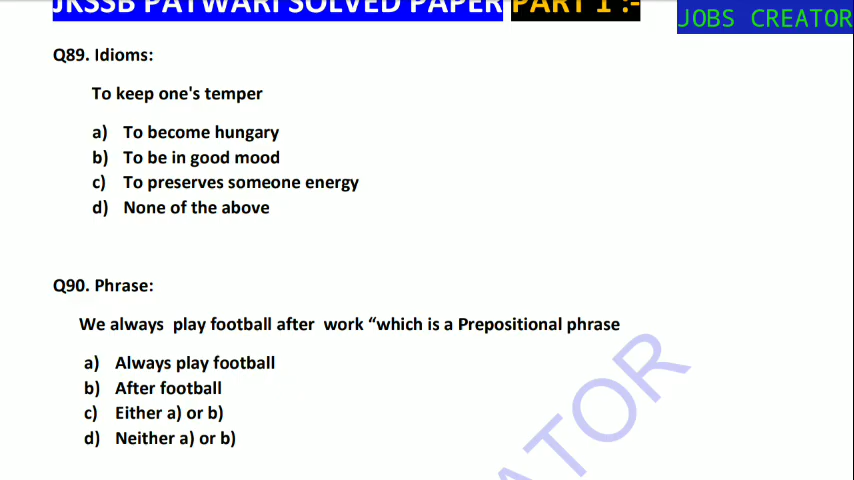 JKSSB PATWARI SOLVED PAPER PART 1 :-
JOBS CREATOR
Q89. Idioms:
To keep one's temper
a) To become hungary
b) To be in good mood
c) To preserves someone energy
d) None of the above
Q90. Phrase:
We always play football after work “which is a Prepositional phrase
a) Always play football
b) After football
c) Either a) or b)
d) Neither a) or b)
ATOR